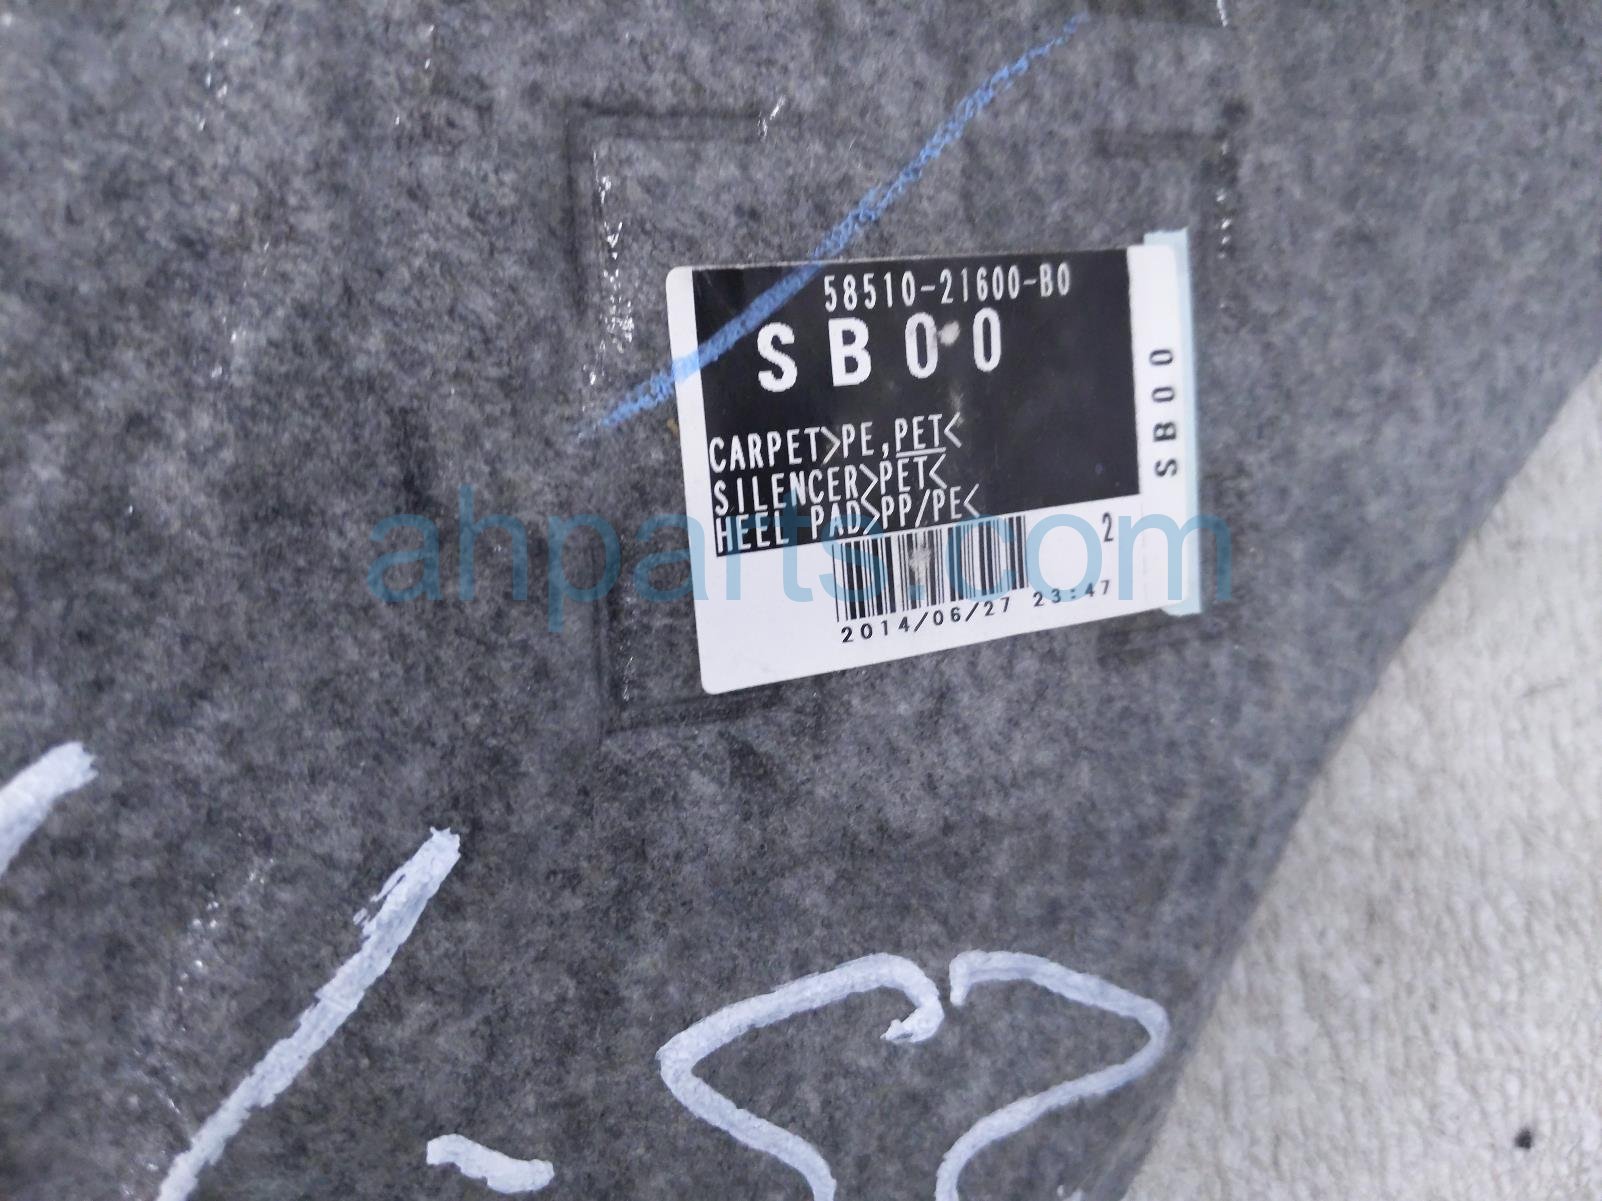 58510-21600-B0
SB00
CARPET>PE,PET<
SILENCER>PET<
HEEL PAD>PP/PE<
2
2014/06/27 23:47
SB00
ahparts.com